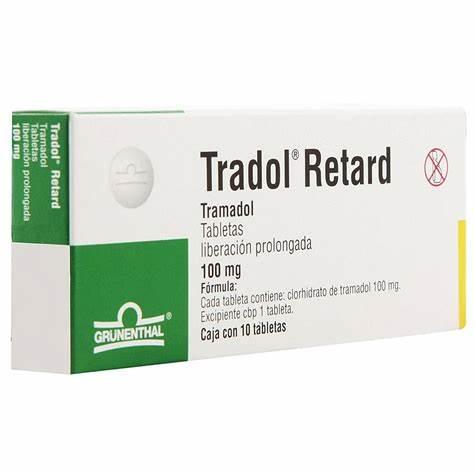 Tradol® Retard
Tramadol
Tabletas
liberación prolongada
100 mg
Tradol® Retard
Tramadol
Tabletas
liberación prolongada
100 mg
Fórmula:
Cada tableta contiene: clorhidrato de tramadol 100 mg.
Excipiente cbp 1 tableta.
Caja con 10 tabletas
GRUNENTHAL®